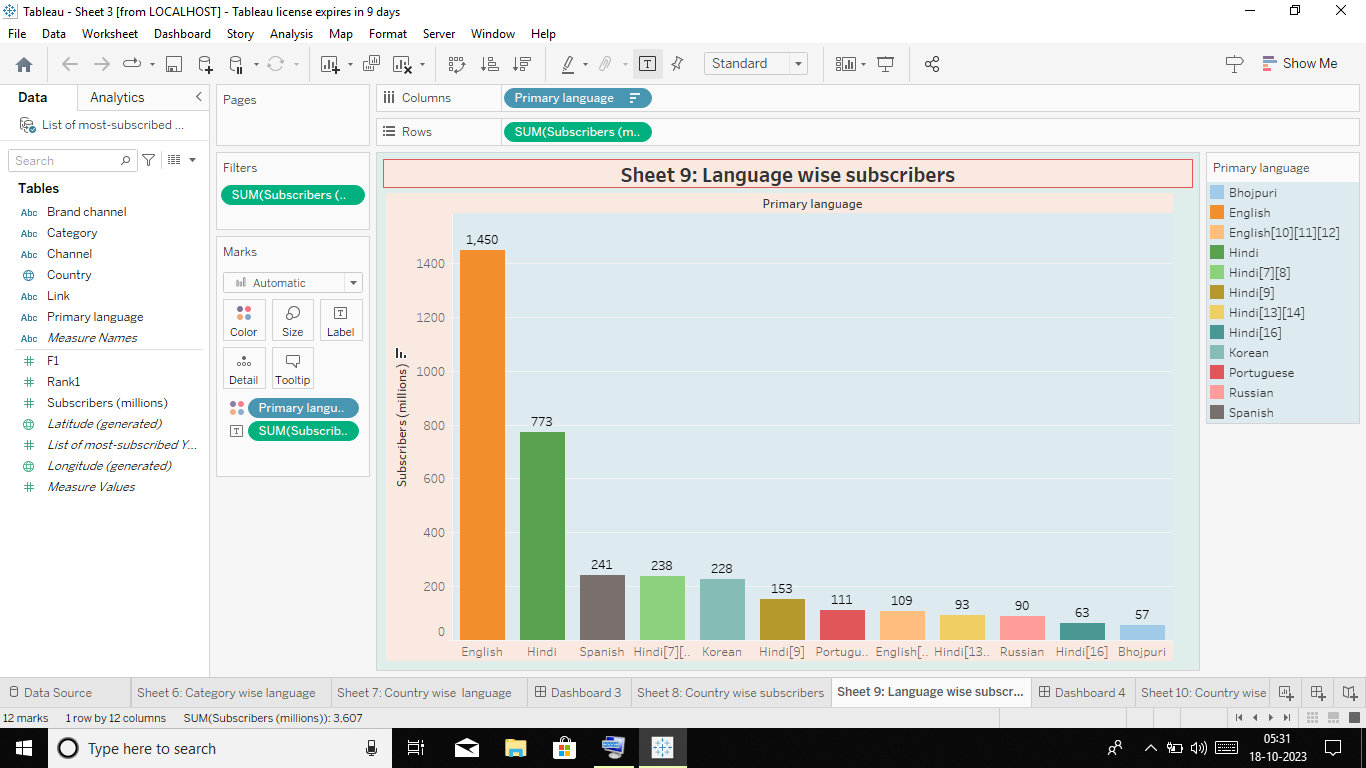 Tableau - Sheet 3 [from LOCALHOST] - Tableau license expires in 9 days
File Data Worksheet Dashboard Story Analysis Map Format Server Window Help
Standard
Show Me
Data Analytics
List of most-subscribed ...
Search
Tables
Abc Brand channel
Abc Category
Abc Channel
Country
Abc Link
Abc Primary language
Abc Measure Names
F1
Rank1
Subscribers (millions)
Latitude (generated)
List of most-subscribed Y...
Longitude (generated)
Measure Values
Pages
Filters
SUM(Subscribers (..
Marks
Automatic
Color Size Label
Detail Tooltip
Primary langu..
SUM(Subscrib..
Columns Primary language
Rows SUM(Subscribers (m..
Sheet 9: Language wise subscribers
Primary language
Subscribers (millions)
1400
1200
1000
800
600
400
200
0
1,450 773 241 238 228 153 111 109 93 90 63 57
English Hindi Spanish Hindi[7][.. Korean Hindi[9] Portugu.. English[.. Hindi[13.. Russian Hindi[16] Bhojpuri
Primary language
Bhojpuri
English
English[10][11][12]
Hindi
Hindi[7][8]
Hindi[9]
Hindi[13][14]
Hindi[16]
Korean
Portuguese
Russian
Spanish
Data Source Sheet 6: Category wise language Sheet 7: Country wise language Dashboard 3 Sheet 8: Country wise subscribers Sheet 9: Language wise subscr... Dashboard 4 Sheet 10: Country wise
12 marks 1 row by 12 columns SUM(Subscribers (millions)): 3,607
Type here to search
05:31
18-10-2023